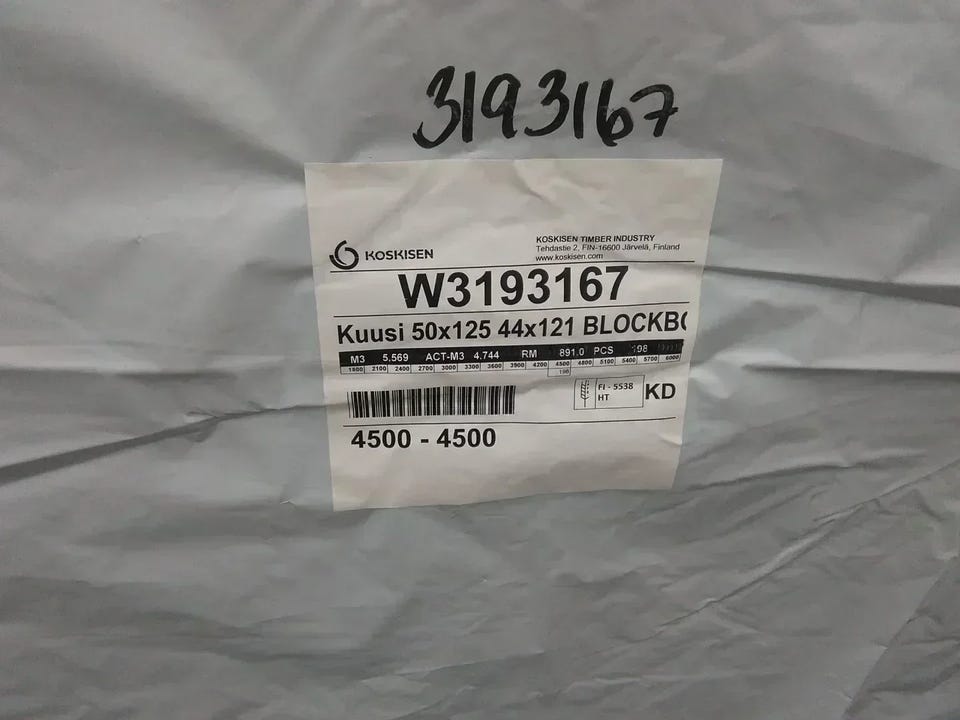 3193167
KOSKISEN
KOSKISEN TIMBER INDUSTRY
Tehdastie 2, FIN-16600 Järvelä, Finland
www.koskisen.com
W3193167
Kuusi 50x125 44x121 BLOCKBO
M3 5.569 ACT-M3 4.744 RM 891.0 PCS 198
1800 2100 2400 2700 3000 3300 3600 3900 4200 4500 4800 5100 5400 5700 6000
198
FI - 5538
HT
KD
4500 - 4500